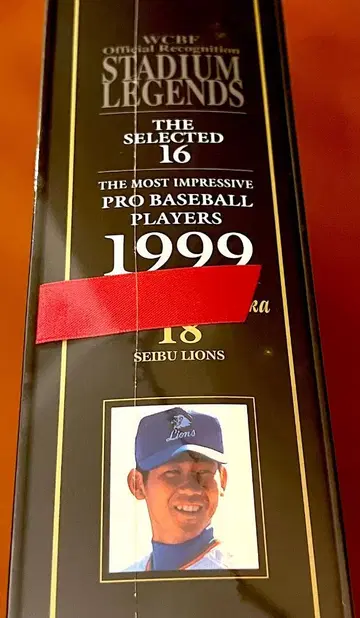 WCBF
Official Recognition
STADIUM
LEGENDS
THE
SELECTED
16
THE MOST IMPRESSIVE
PRO BASEBALL
PLAYERS
1999
ka
18
SEIBU LIONS
Lions